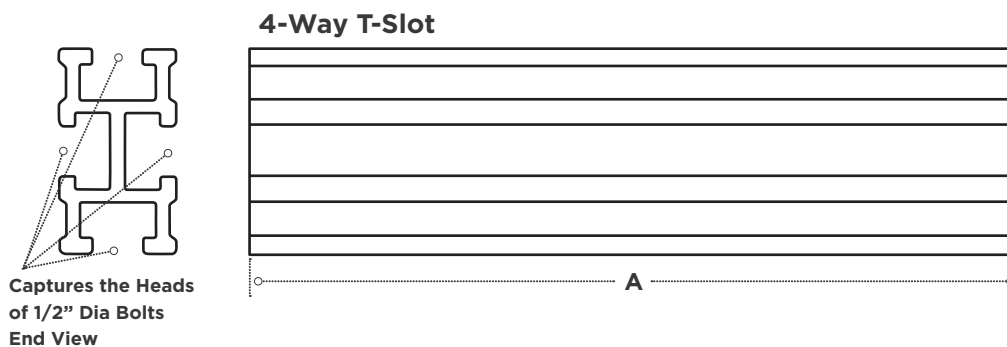 4-Way T-Slot
A
Captures the Heads
of 1/2” Dia Bolts
End View